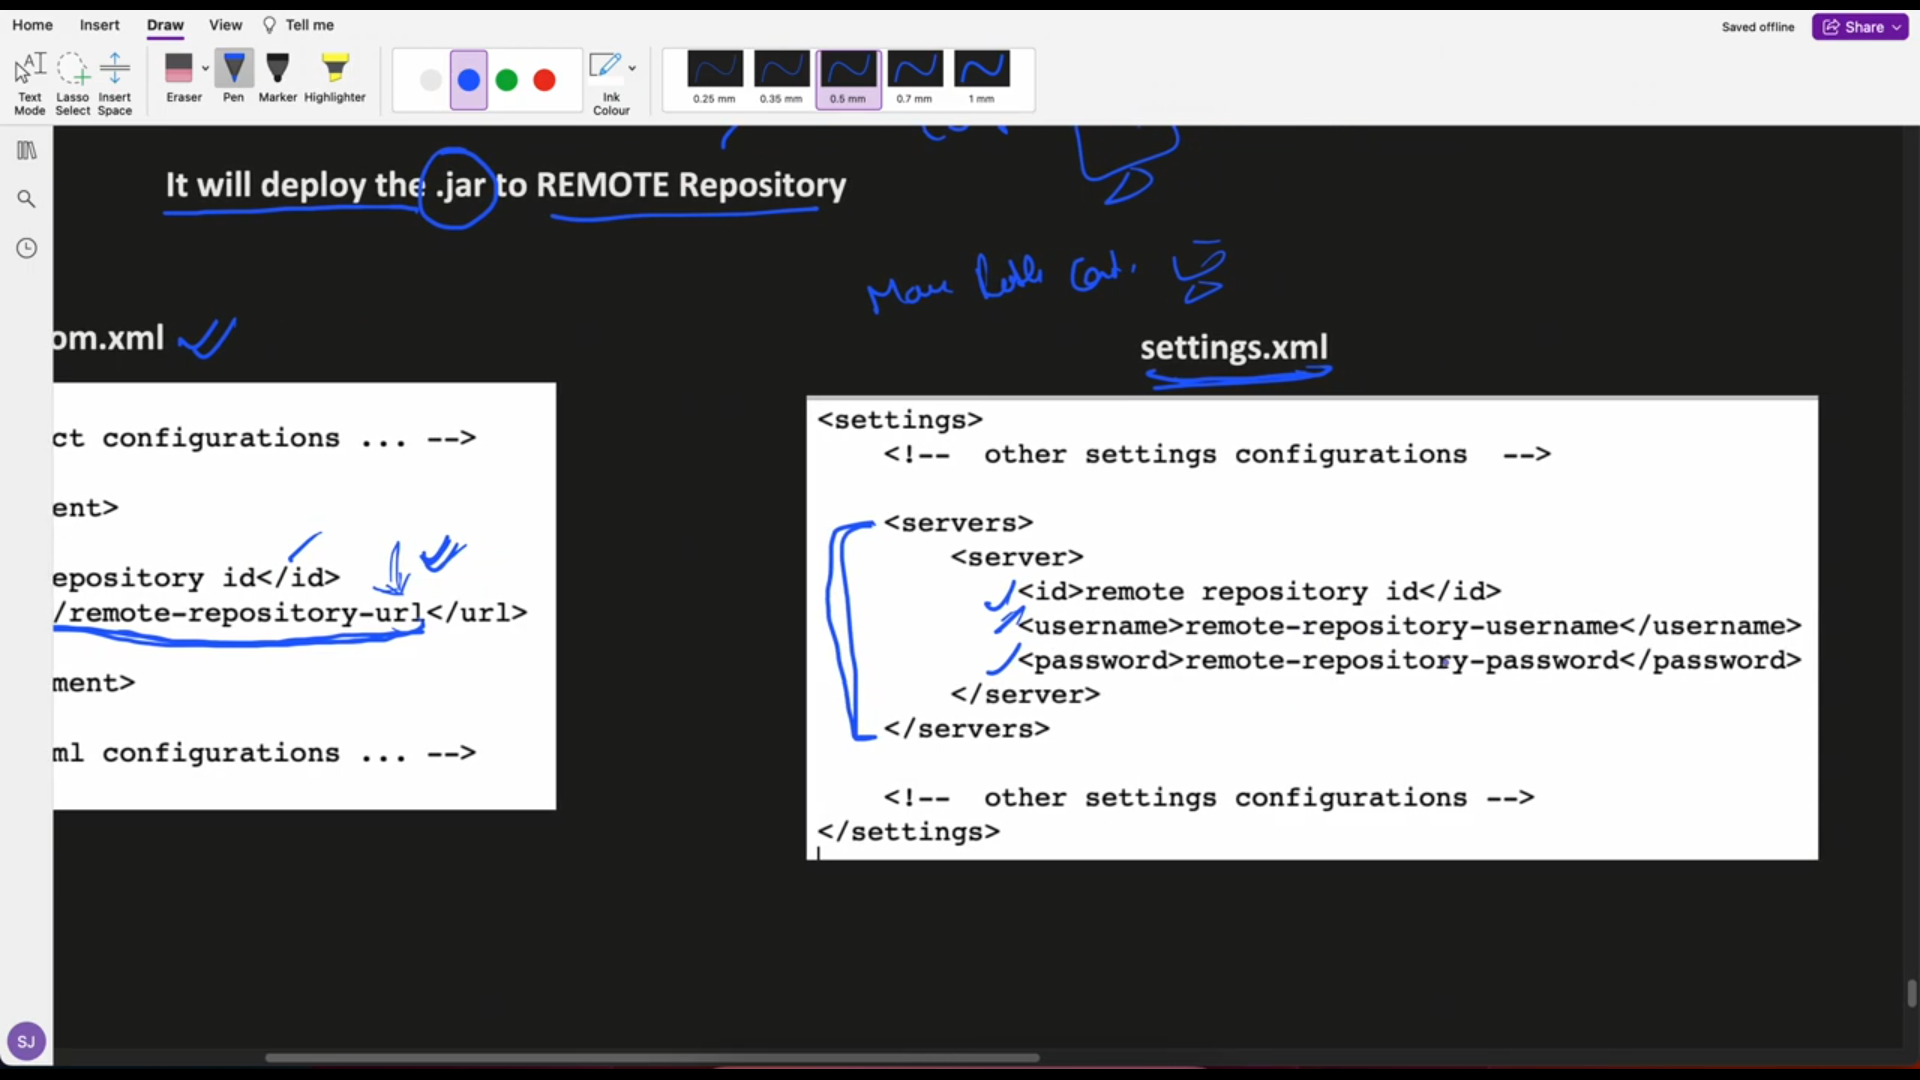 Home Insert Draw View Tell me
Saved offline
Share
Text Mode
Lasso Select
Insert Space
Eraser
Pen
Marker
Highlighter
Ink Colour
0.25 mm
0.35 mm
0.5 mm
0.7 mm
1 mm
It will deploy the .jar to REMOTE Repository
om.xml
settings.xml
ct configurations ... -->
ent>
epository id</id>
/remote-repository-url</url>
ment>
ml configurations ... -->
<settings>
<!-- other settings configurations -->
<servers>
<server>
<id>remote repository id</id>
<username>remote-repository-username</username>
<password>remote-repository-password</password>
</server>
</servers>
<!-- other settings configurations -->
</settings>
SJ